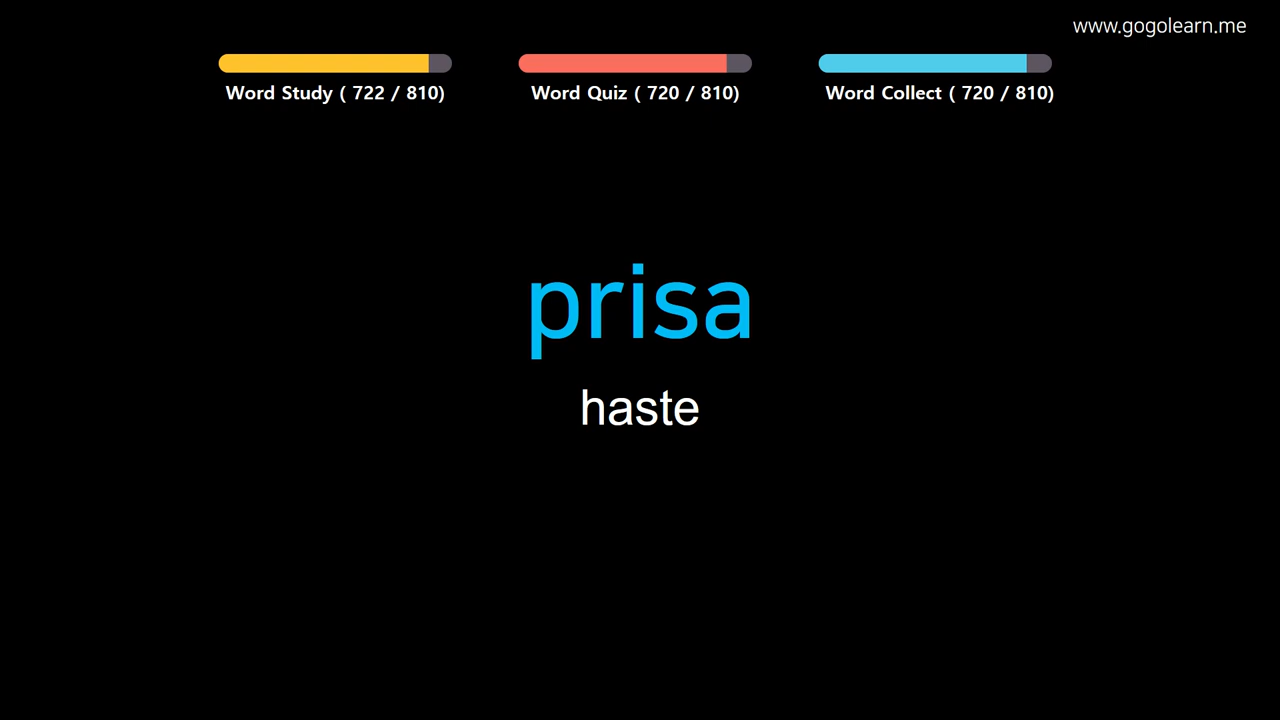 www.gogolearn.me
Word Study ( 722 / 810)
Word Quiz ( 720 / 810)
Word Collect ( 720 / 810)
prisa
haste